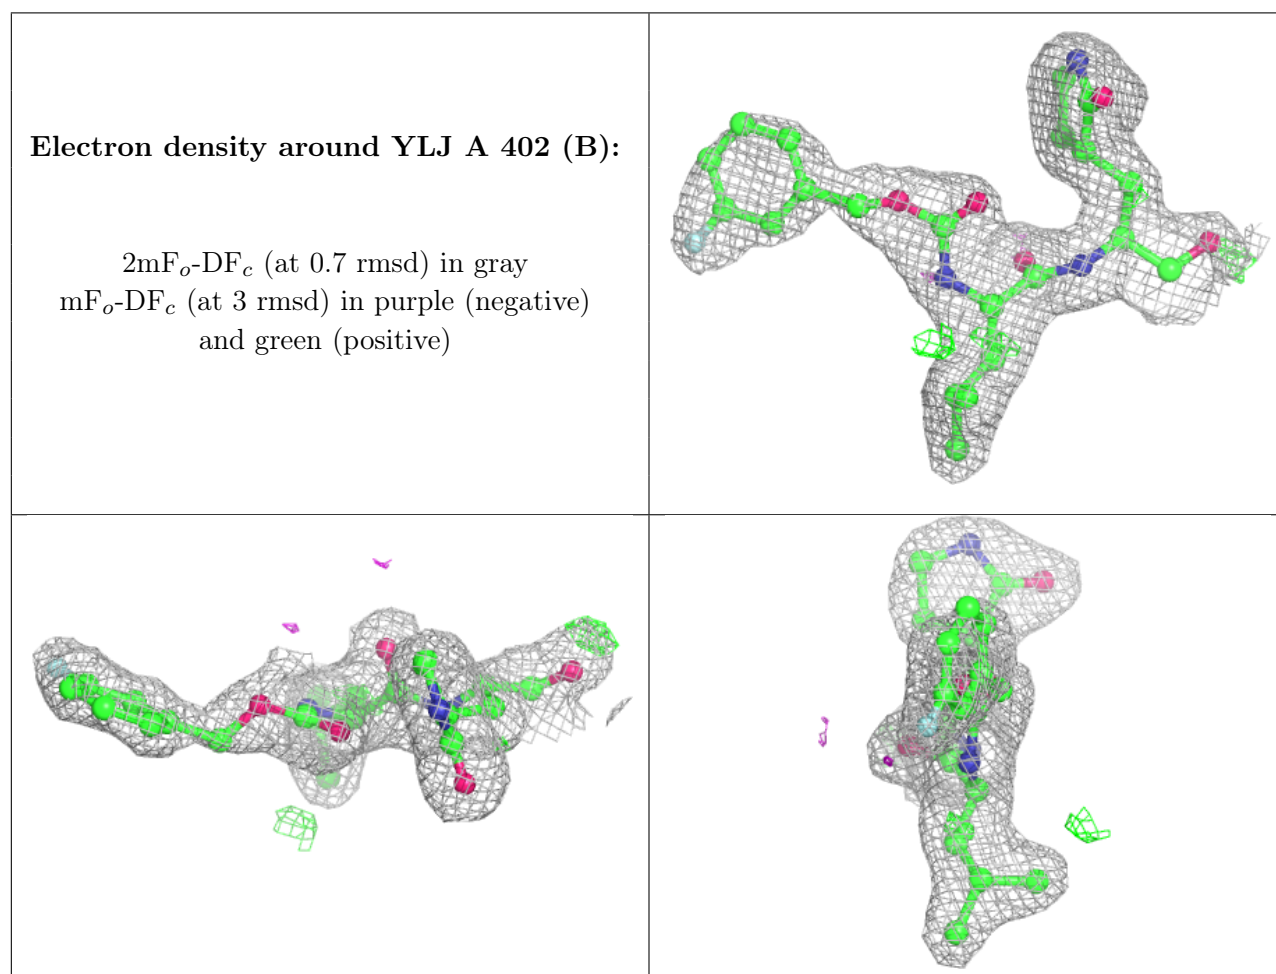 Electron density around YLJ A 402 (B):
2mFo-DFc (at 0.7 rmsd) in gray
mFo-DFc (at 3 rmsd) in purple (negative)
and green (positive)